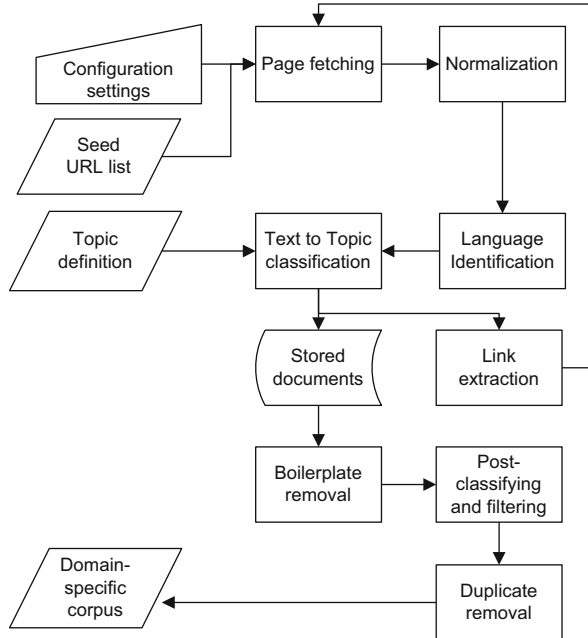 Configuration
settings
Page fetching
Normalization
Seed
URL list
Topic
definition
Text to Topic
classification
Language
Identification
Stored
documents
Link
extraction
Boilerplate
removal
Post-
classifying
and filtering
Domain-
specific
corpus
Duplicate
removal